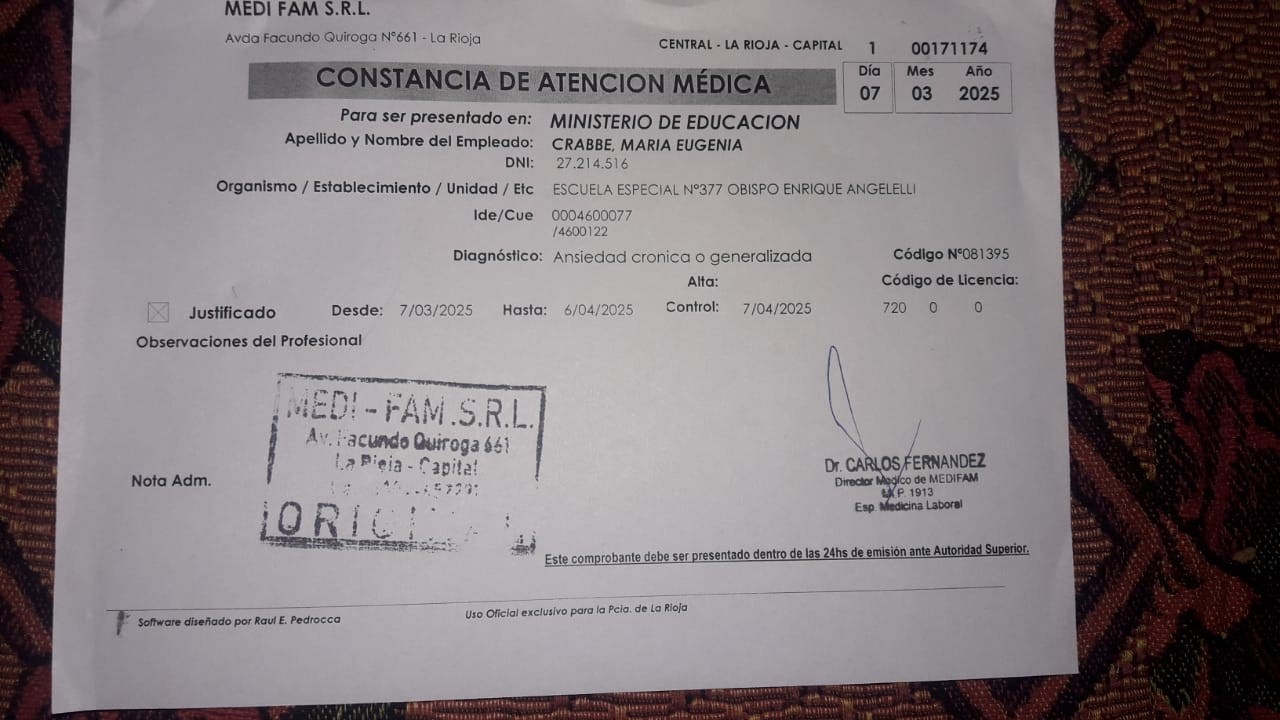 MEDI FAM S.R.L.
Avda Facundo Quiroga N°661 - La Rioja
CENTRAL - LA RIOJA - CAPITAL 1 00171174
CONSTANCIA DE ATENCION MÉDICA
Día Mes Año
07 03 2025
Para ser presentado en: MINISTERIO DE EDUCACION
Apellido y Nombre del Empleado: CRABBE, MARIA EUGENIA
DNI: 27.214.516
Organismo / Establecimiento / Unidad / Etc ESCUELA ESPECIAL Nº377 OBISPO ENRIQUE ANGELELLI
Ide/Cue 0004600077
/4600122
Diagnóstico: Ansiedad cronica o generalizada Código N°081395
Alta: Código de Licencia:
Justificado Desde: 7/03/2025 Hasta: 6/04/2025 Control: 7/04/2025 720 0 0
Observaciones del Profesional
MEDI - FAM.S.R.L.
Av. Facundo Quiroga 661
La Rioja - Capital
ORIGINAL
Nota Adm.
Dr. CARLOS FERNANDEZ
Director Medico de MEDIFAM
M.P. 1913
Esp. Medicina Laboral
Este comprobante debe ser presentado dentro de las 24hs de emisión ante Autoridad Superior.
Software diseñado por Raul E. Pedrocca
Uso Oficial exclusivo para la Pcia. de La Rioja